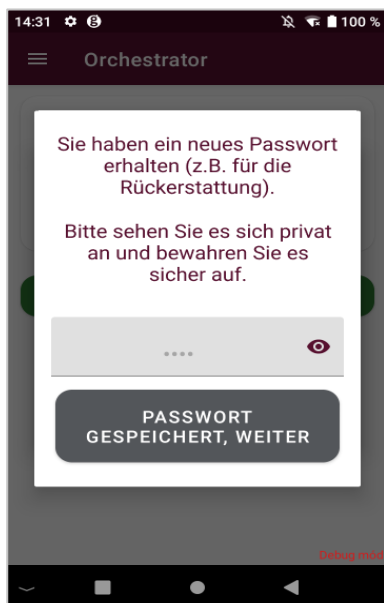 14:31 100 %
Orchestrator
Sie haben ein neues Passwort
erhalten (z.B. für die
Rückerstattung).
Bitte sehen Sie es sich privat
an und bewahren Sie es
sicher auf.
....
PASSWORT
GESPEICHERT, WEITER
Debug mod